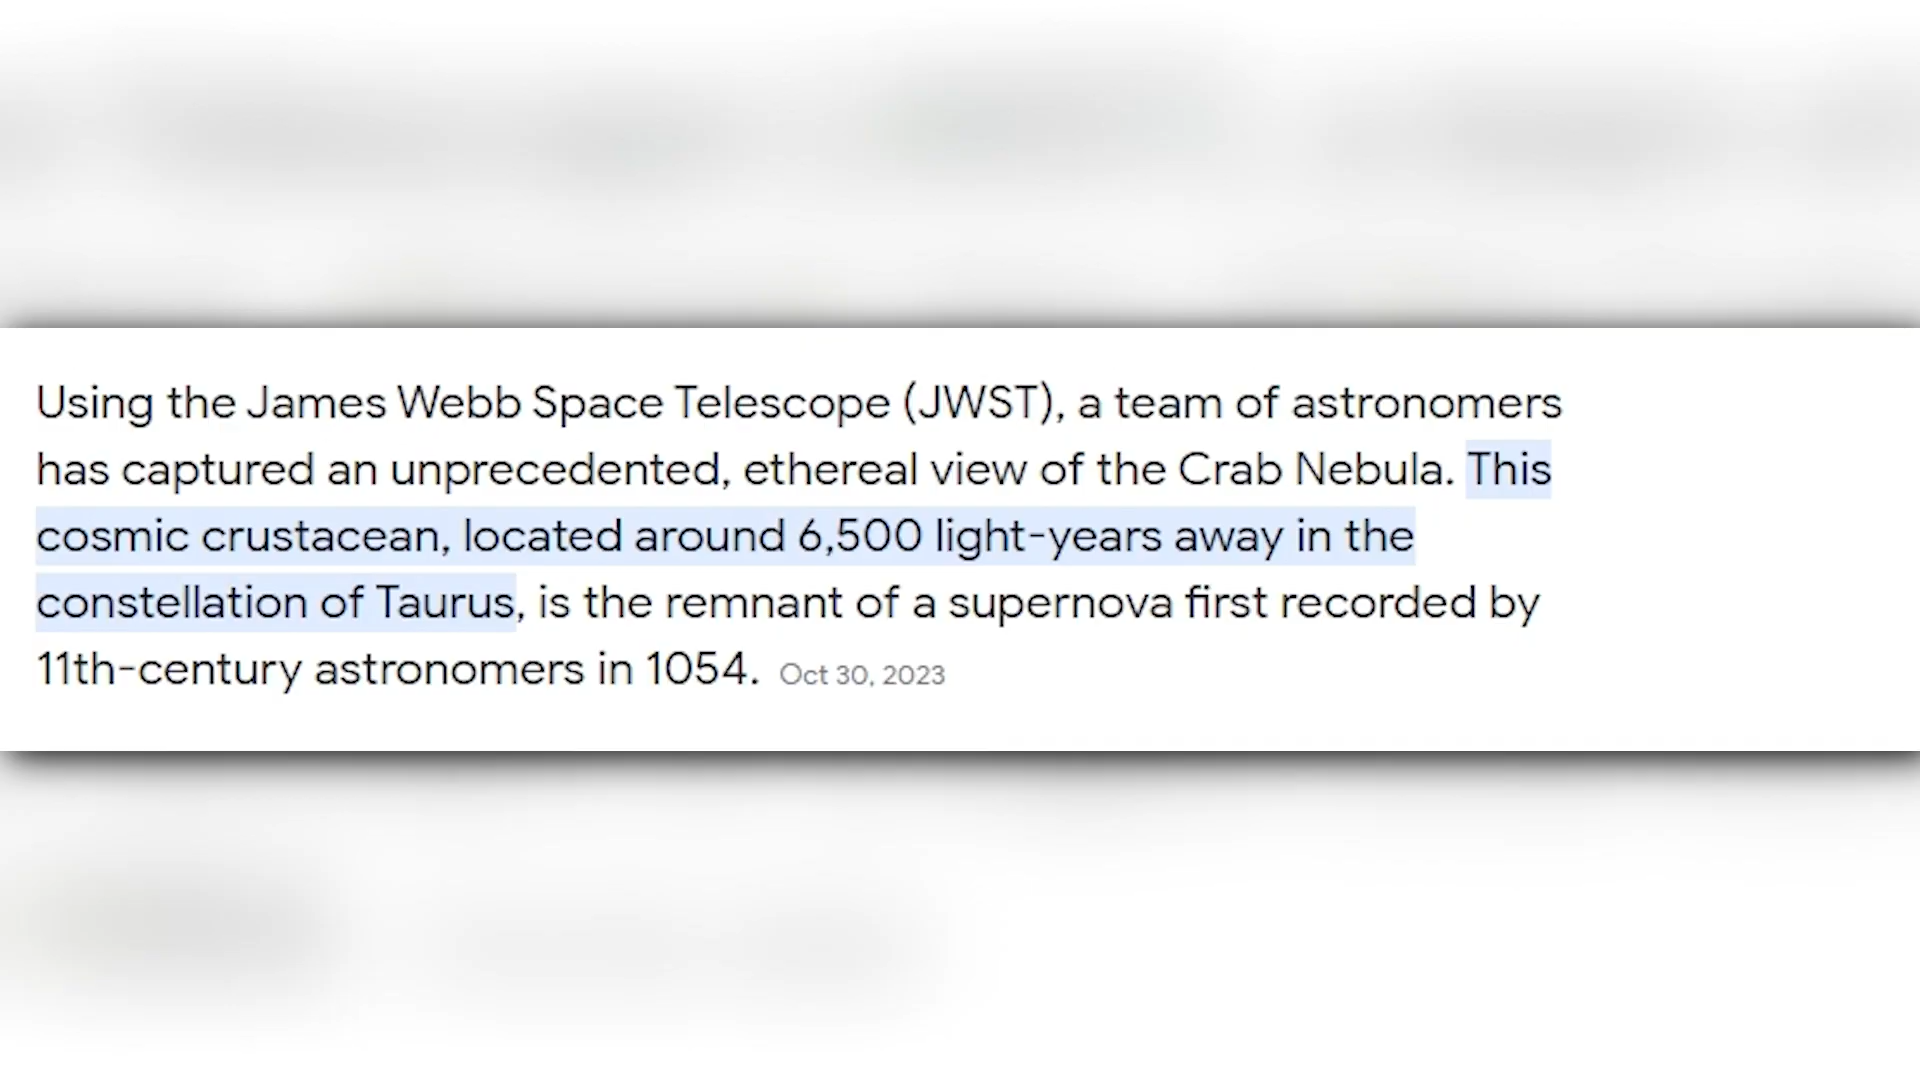 Using the James Webb Space Telescope (JWST), a team of astronomers
has captured an unprecedented, ethereal view of the Crab Nebula. This
cosmic crustacean, located around 6,500 light-years away in the
constellation of Taurus, is the remnant of a supernova first recorded by
11th-century astronomers in 1054. Oct 30, 2023